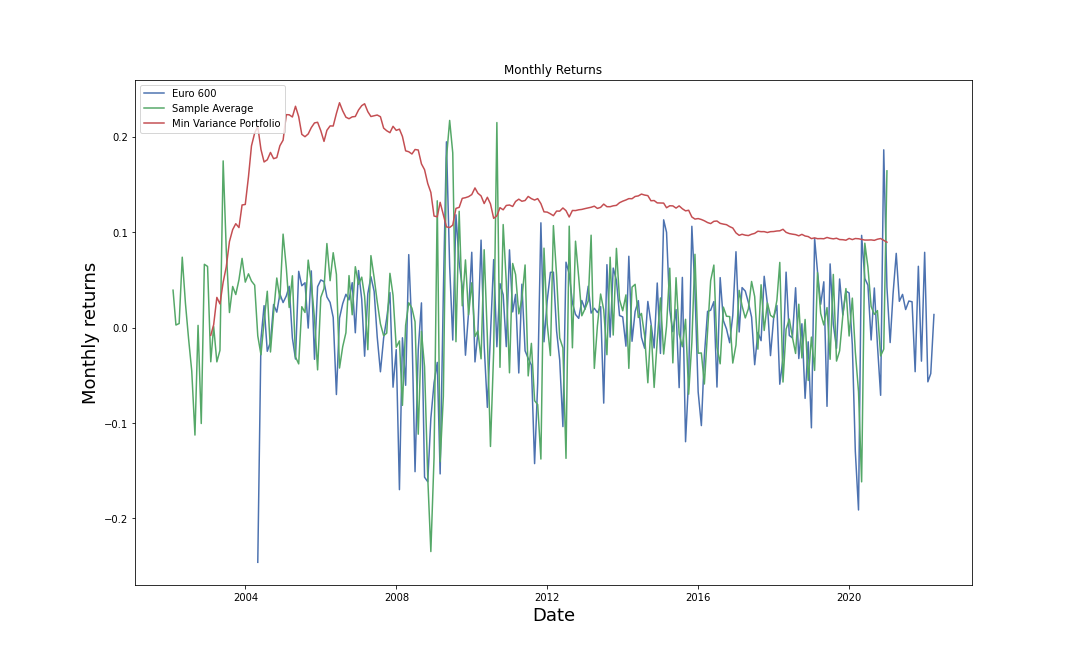 Monthly Returns
Euro 600
Sample Average
Min Variance Portfolio
0.2
0.1
0.0
−0.1
−0.2
Monthly returns
2004
2008
2012
2016
2020
Date